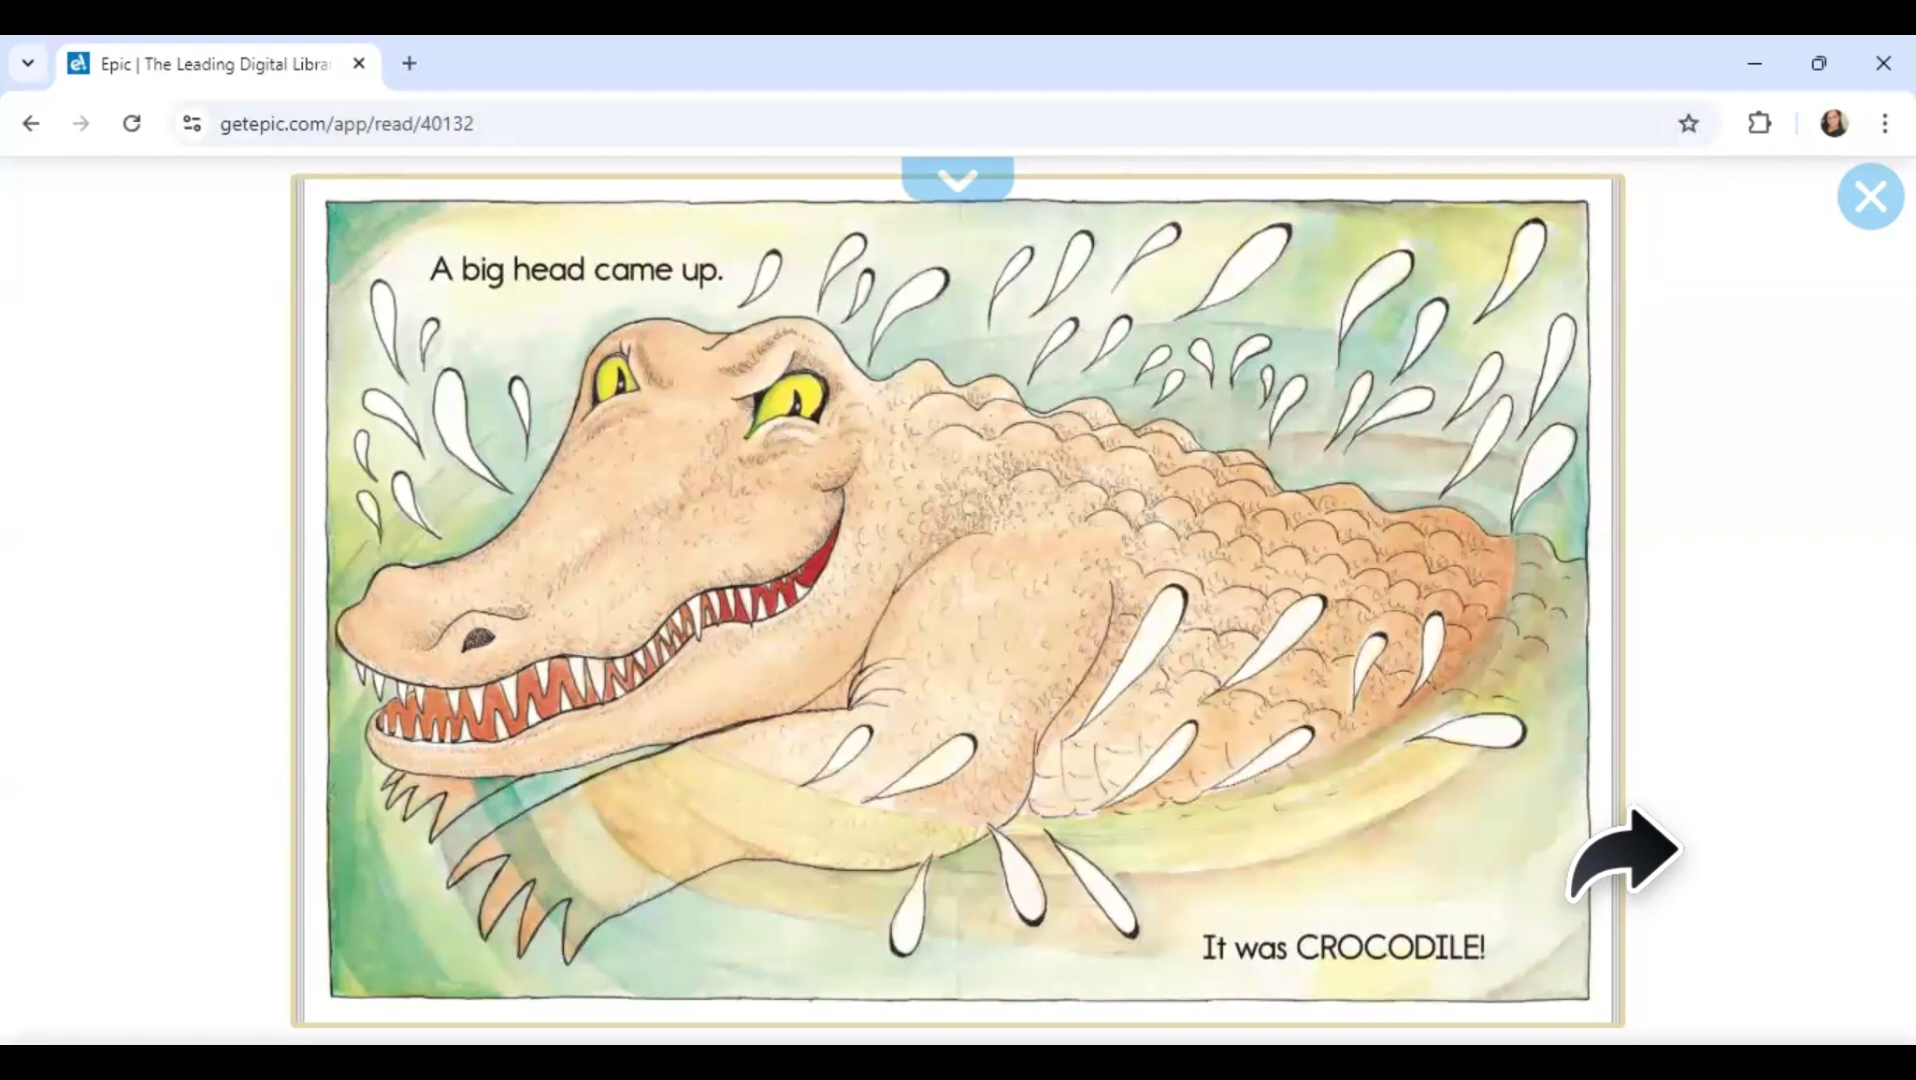 Epic | The Leading Digital Libra
getepic.com/app/read/40132
A big head came up.
It was CROCODILE!